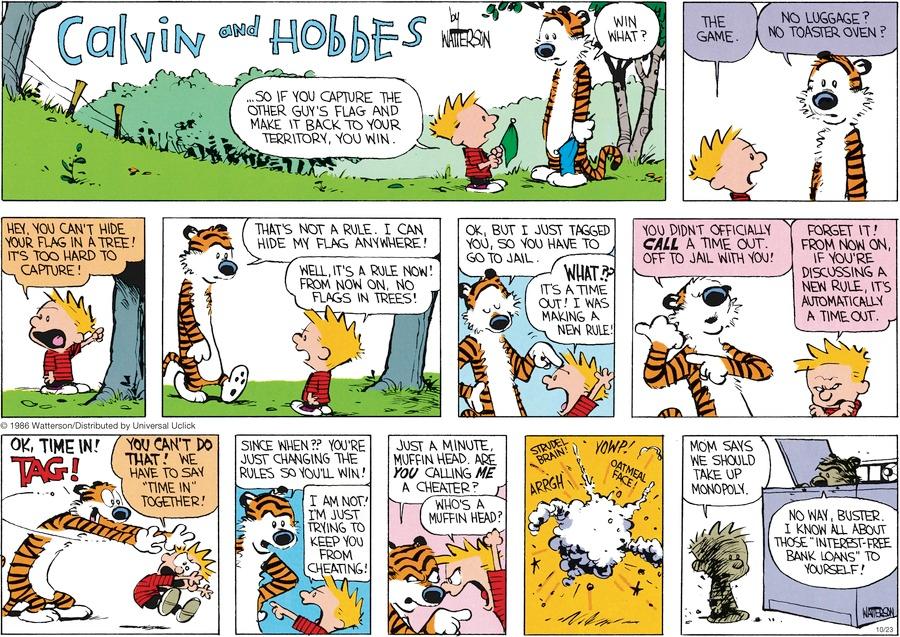 Calvin and HobbEs
by
WATTERSON
...SO IF YOU CAPTURE THE
OTHER GUY'S FLAG AND
MAKE IT BACK TO YOUR
TERRITORY, YOU WIN.
WIN
WHAT?
THE
GAME.
NO LUGGAGE?
NO TOASTER OVEN?
HEY, YOU CAN'T HIDE
YOUR FLAG IN A TREE!
IT'S TOO HARD TO
CAPTURE!
THAT'S NOT A RULE. I CAN
HIDE MY FLAG ANYWHERE!
WELL, IT'S A RULE NOW!
FROM NOW ON, NO
FLAGS IN TREES!
OK, BUT I JUST TAGGED
YOU, SO YOU HAVE TO
GO TO JAIL.
WHAT??
IT'S A TIME
OUT! I WAS
MAKING A
NEW RULE!
YOU DIDN'T OFFICIALLY
CALL A TIME OUT.
OFF TO JAIL WITH YOU!
FORGET IT!
FROM NOW ON,
IF YOU'RE
DISCUSSING A
NEW RULE, IT'S
AUTOMATICALLY
A TIME OUT.
© 1986 Watterson/Distributed by Universal Uclick
OK, TIME IN!
TAG!
YOU CAN'T DO
THAT! WE
HAVE TO SAY
"TIME IN"
TOGETHER!
SINCE WHEN?? YOU'RE
JUST CHANGING THE
RULES SO YOU'LL WIN!
I AM NOT!
I'M JUST
TRYING TO
KEEP YOU
FROM
CHEATING!
JUST A MINUTE,
MUFFIN HEAD. ARE
YOU CALLING ME
A CHEATER?
WHO'S A
MUFFIN HEAD?
STRUDEL
BRAIN!
YOWP!
ARRGH
OATMEAL
FACE!
MOM SAYS
WE SHOULD
TAKE UP
MONOPOLY.
NO WAY, BUSTER.
I KNOW ALL ABOUT
THOSE "INTEREST-FREE
BANK LOANS" TO
YOURSELF!
WATTERSON
10/23